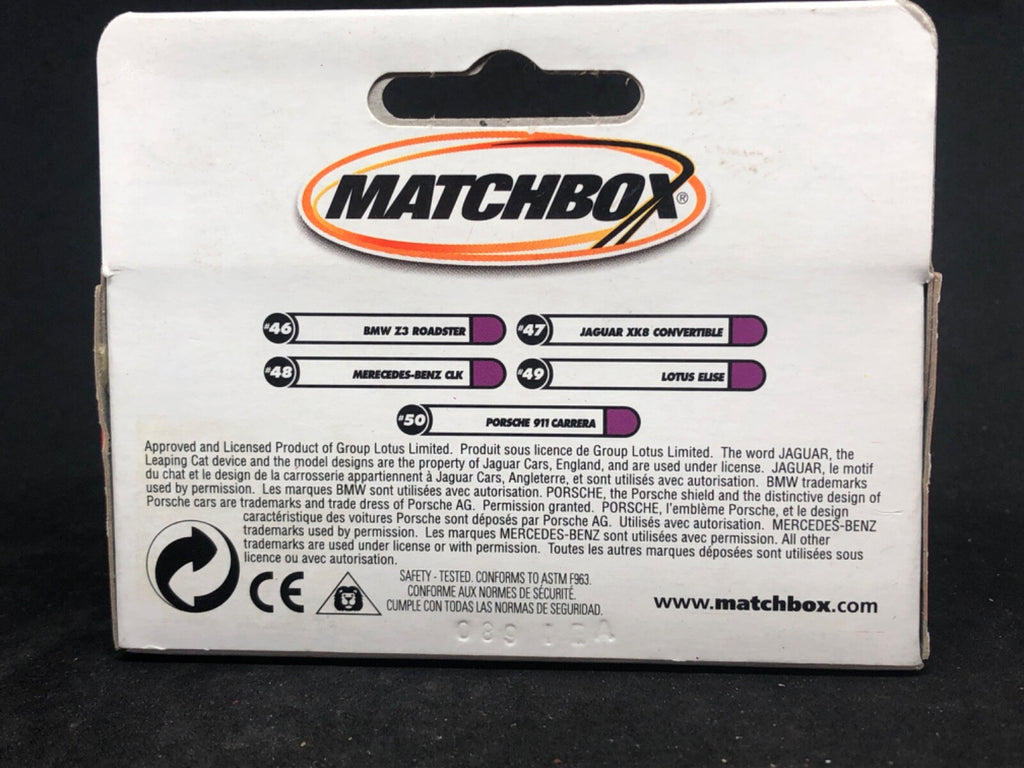 MATCHBOX®
#46 BMW Z3 ROADSTER
#47 JAGUAR XK8 CONVERTIBLE
#48 MERECEDES-BENZ CLK
#49 LOTUS ELISE
#50 PORSCHE 911 CARRERA
Approved and Licensed Product of Group Lotus Limited. Produit sous licence de Group Lotus Limited. The word JAGUAR, the
Leaping Cat device and the model designs are the property of Jaguar Cars, England, and are used under license. JAGUAR, le motif
du chat et le design de la carrosserie appartiennent à Jaguar Cars, Angleterre, et sont utilisés avec autorisation. BMW trademarks
used by permission. Les marques BMW sont utilisées avec autorisation. PORSCHE, the Porsche shield and the distinctive design of
Porsche cars are trademarks and trade dress of Porsche AG. Permission granted. PORSCHE, l'emblème Porsche, et le design
caractéristique des voitures Porsche sont déposés par Porsche AG. Utilisés avec autorisation. MERCEDES-BENZ
trademarks used by permission. Les marques MERCEDES-BENZ sont utilisées avec permission. All other
trademarks are used under license or with permission. Toutes les autres marques déposées sont utilisées sous
licence ou avec autorisation.
CE
SAFETY - TESTED. CONFORMS TO ASTM F963.
CONFORME AUX NORMES DE SÉCURITÉ.
CUMPLE CON TODAS LAS NORMAS DE SEGURIDAD.
www.matchbox.com